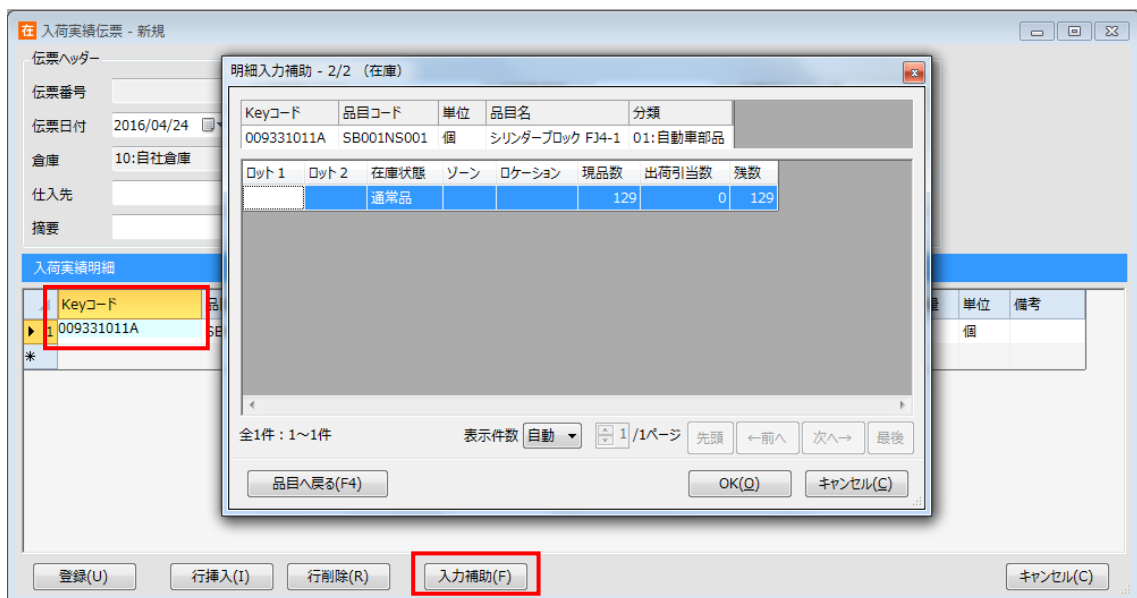 在 入荷実績伝票 - 新規
伝票ヘッダー
伝票番号
伝票日付 2016/04/24
倉庫 10:自社倉庫
仕入先
摘要
入荷実績明細
Keyコード
1 009331011A
単位 備考
個
明細入力補助 - 2/2 (在庫)
Keyコード 品目コード 単位 品目名 分類
009331011A SB001NS001 個 シリンダーブロック FJ4-1 01:自動車部品
ロット1 ロット2 在庫状態 ゾーン ロケーション 現品数 出荷引当数 残数
通常品 129 0 129
全1件:1~1件 表示件数 自動 1 /1ページ 先頭 ←前へ 次へ→ 最後
品目へ戻る(F4) OK(O) キャンセル(C)
登録(U) 行挿入(I) 行削除(R) 入力補助(F) キャンセル(C)